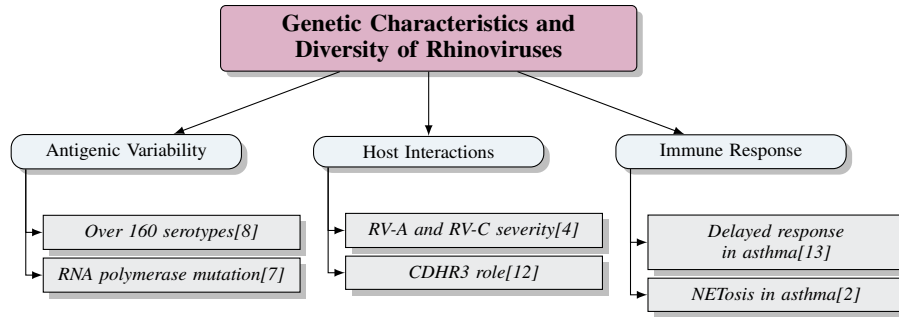 Genetic Characteristics and
Diversity of Rhinoviruses
Antigenic Variability
Host Interactions
Immune Response
Over 160 serotypes[8]
RNA polymerase mutation[7]
RV-A and RV-C severity[4]
CDHR3 role[12]
Delayed response
in asthma[13]
NETosis in asthma[2]